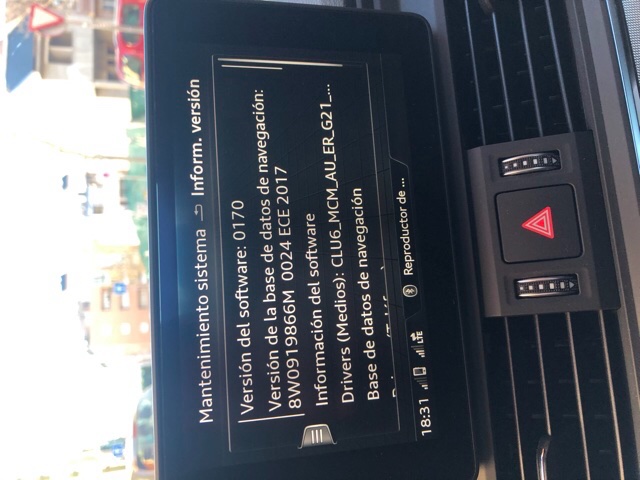 Mantenimiento sistema Inform. versión
Versión del software: 0170
Versión de la base de datos de navegación:
8W0919866M 0024 ECE 2017
Información del software
Drivers (Medios): CLU6_MCM_AU_ER_G21_...
Base de datos de navegación
Reproductor de ...
18:31 LTE